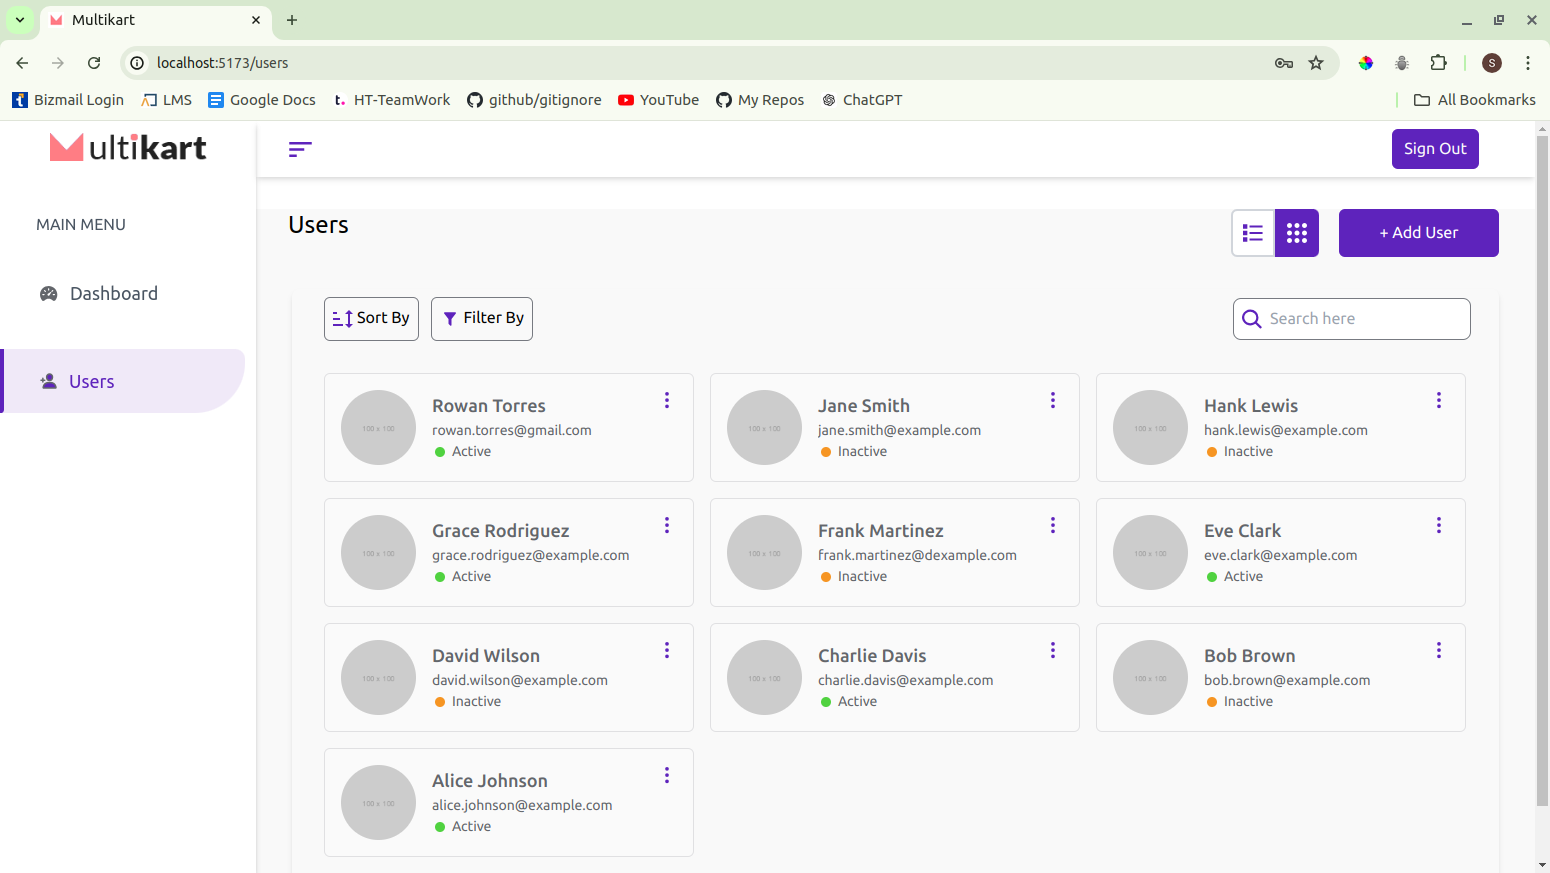 Multikart
localhost:5173/users
S
Bizmail Login
LMS
Google Docs
HT-TeamWork
github/gitignore
YouTube
My Repos
ChatGPT
All Bookmarks
Multikart
Sign Out
MAIN MENU
Dashboard
Users
Users
+ Add User
Sort By
Filter By
Search here
100 x 100
Rowan Torres
rowan.torres@gmail.com
Active
100 x 100
Jane Smith
jane.smith@example.com
Inactive
100 x 100
Hank Lewis
hank.lewis@example.com
Inactive
100 x 100
Grace Rodriguez
grace.rodriguez@example.com
Active
100 x 100
Frank Martinez
frank.martinez@dexample.com
Inactive
100 x 100
Eve Clark
eve.clark@example.com
Active
100 x 100
David Wilson
david.wilson@example.com
Inactive
100 x 100
Charlie Davis
charlie.davis@example.com
Active
100 x 100
Bob Brown
bob.brown@example.com
Inactive
100 x 100
Alice Johnson
alice.johnson@example.com
Active